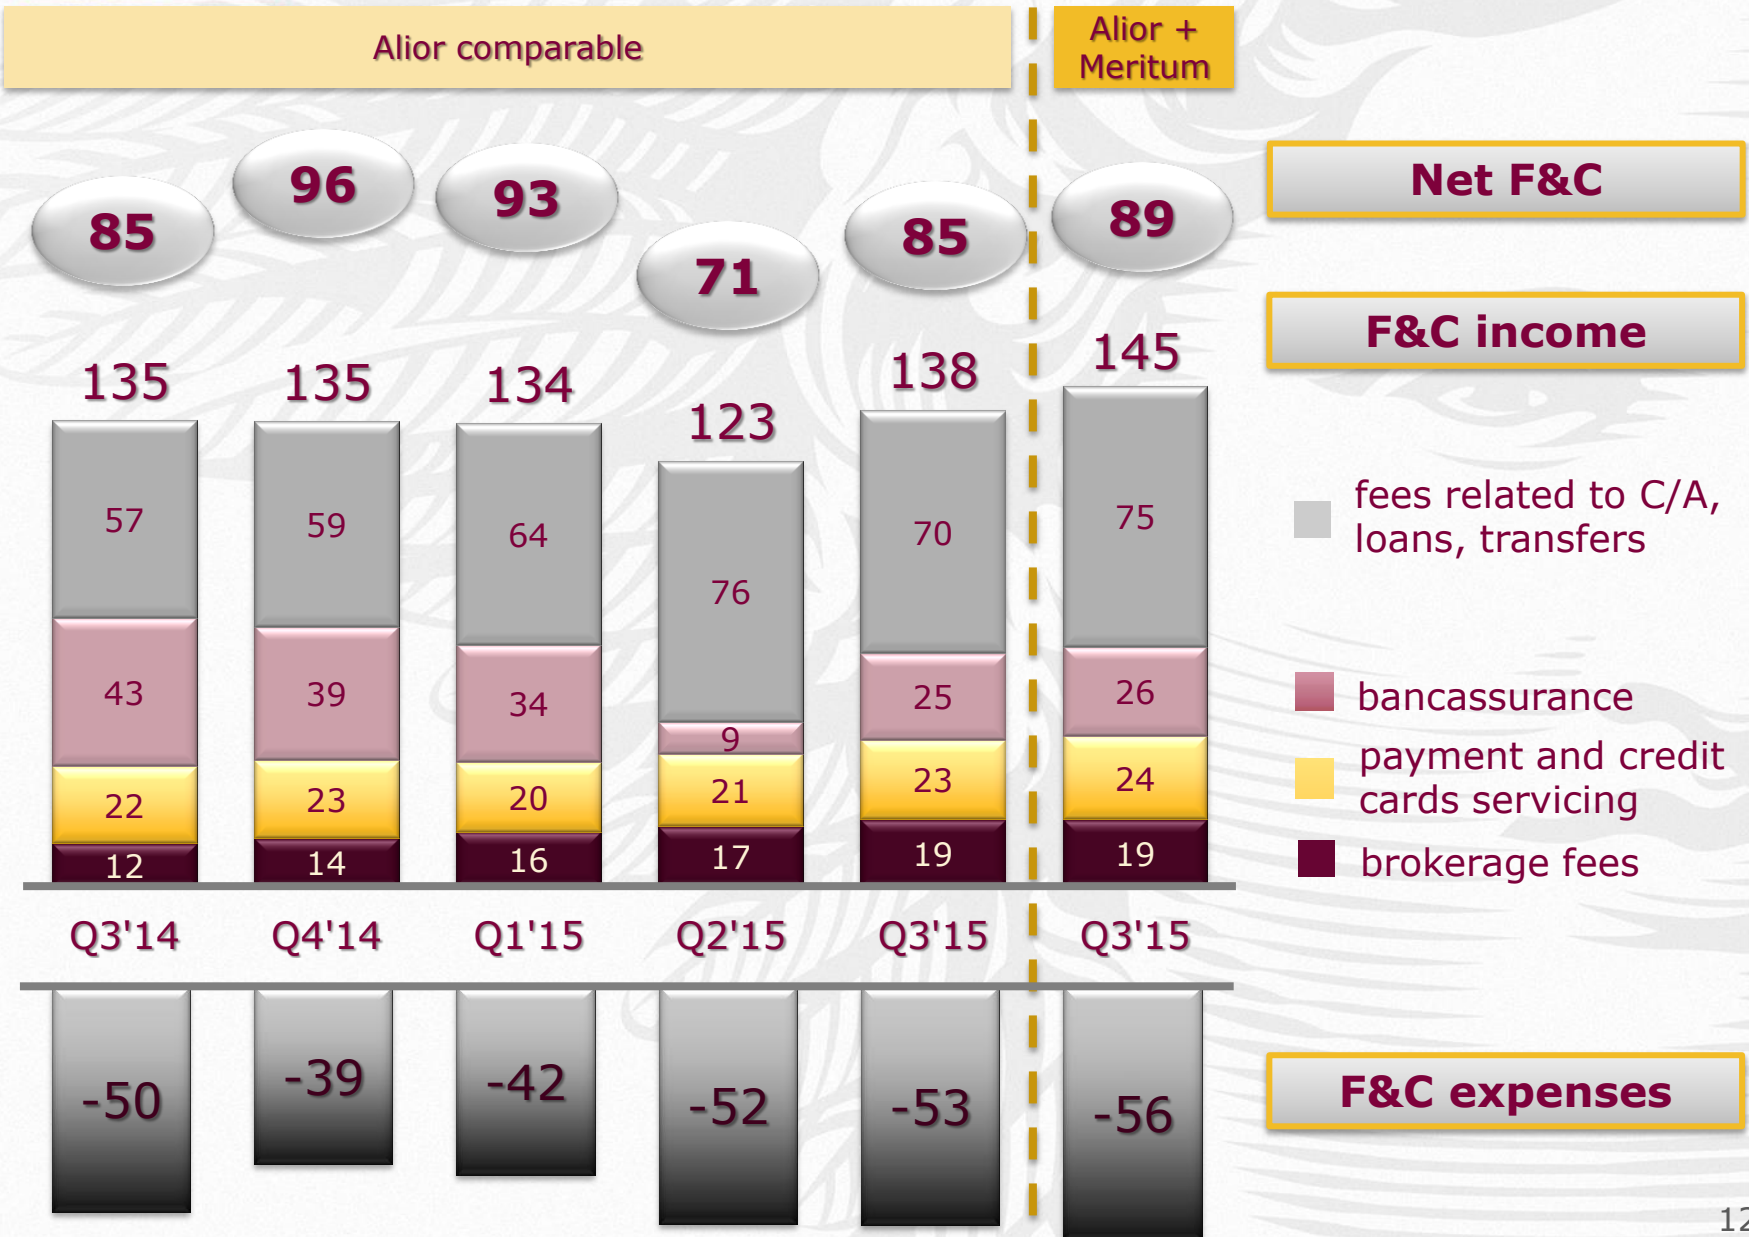 Alior comparable
Alior +
Meritum
Net F&C
85
96
93
71
85
89
F&C income
135
135
134
123
138
145
57
59
64
76
70
75
fees related to C/A,
loans, transfers
43
39
34
9
25
26
bancassurance
22
23
20
21
23
24
payment and credit
cards servicing
12
14
16
17
19
19
brokerage fees
Q3'14
Q4'14
Q1'15
Q2'15
Q3'15
Q3'15
-50
-39
-42
-52
-53
-56
F&C expenses
12